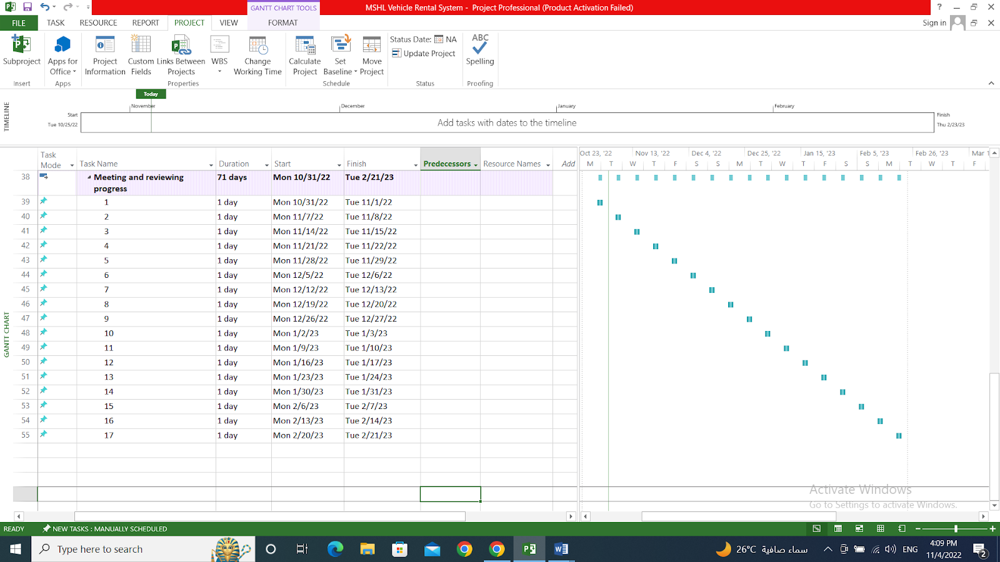 GANTT CHART TOOLS
MSHL Vehicle Rental System - Project Professional (Product Activation Failed)
?
FILE TASK RESOURCE REPORT PROJECT VIEW FORMAT Sign in
Subproject
Apps for Office
Project Information
Custom Fields
Links Between Projects
WBS
Change Working Time
Calculate Project
Set Baseline
Move Project
Status Date: NA
Update Project
ABC
Spelling
Insert Apps Properties Schedule Status Proofing
Today
TIMELINE
November December January February
Start
Tue 10/25/22
Add tasks with dates to the timeline
Finish
Thu 2/23/23
Task Mode Task Name Duration Start Finish Predecessors Resource Names Add
Oct 23, '22 Nov 13, '22 Dec 4, '22 Dec 25, '22 Jan 15, '23 Feb 5, '23 Feb 26, '23 Mar 1
M T W T F S S M T W T F S S M T W T F
38 Meeting and reviewing progress 71 days Mon 10/31/22 Tue 2/21/23
39 1 1 day Mon 10/31/22 Tue 11/1/22
40 2 1 day Mon 11/7/22 Tue 11/8/22
41 3 1 day Mon 11/14/22 Tue 11/15/22
42 4 1 day Mon 11/21/22 Tue 11/22/22
43 5 1 day Mon 11/28/22 Tue 11/29/22
44 6 1 day Mon 12/5/22 Tue 12/6/22
45 7 1 day Mon 12/12/22 Tue 12/13/22
46 8 1 day Mon 12/19/22 Tue 12/20/22
47 9 1 day Mon 12/26/22 Tue 12/27/22
48 10 1 day Mon 1/2/23 Tue 1/3/23
49 11 1 day Mon 1/9/23 Tue 1/10/23
50 12 1 day Mon 1/16/23 Tue 1/17/23
51 13 1 day Mon 1/23/23 Tue 1/24/23
52 14 1 day Mon 1/30/23 Tue 1/31/23
53 15 1 day Mon 2/6/23 Tue 2/7/23
54 16 1 day Mon 2/13/23 Tue 2/14/23
55 17 1 day Mon 2/20/23 Tue 2/21/23
GANTT CHART
Activate Windows
Go to Settings to activate Windows.
READY NEW TASKS : MANUALLY SCHEDULED
Type here to search
26°C سماء صافية
ENG
4:09 PM
11/4/2022
2